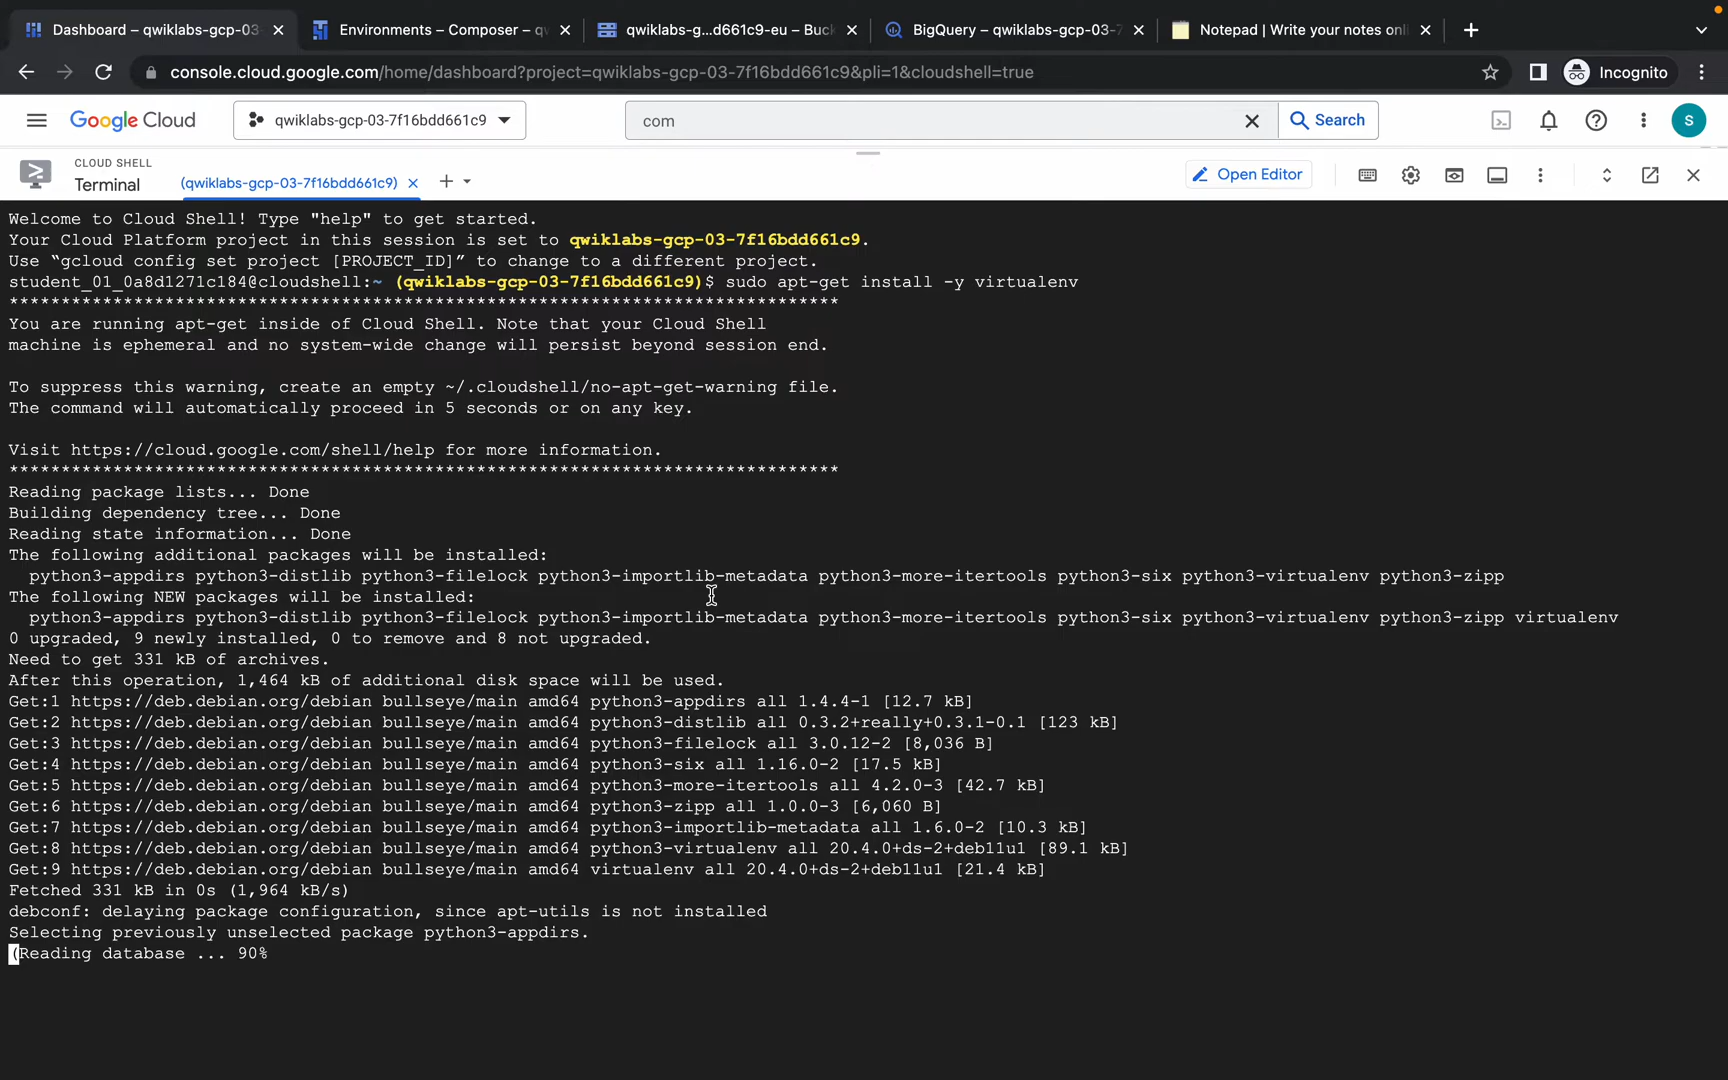 Dashboard – qwiklabs-gcp-03-
Environments – Composer – qw
qwiklabs-g...d661c9-eu – Buck
BigQuery – qwiklabs-gcp-03-7
Notepad | Write your notes onli
console.cloud.google.com/home/dashboard?project=qwiklabs-gcp-03-7f16bdd661c9&pli=1&cloudshell=true
Incognito
Google Cloud
qwiklabs-gcp-03-7f16bdd661c9
com
Search
S
CLOUD SHELL
Terminal
(qwiklabs-gcp-03-7f16bdd661c9)
Open Editor
Welcome to Cloud Shell! Type "help" to get started.
Your Cloud Platform project in this session is set to qwiklabs-gcp-03-7f16bdd661c9.
Use “gcloud config set project [PROJECT_ID]” to change to a different project.
student_01_0a8d1271c184@cloudshell:~ (qwiklabs-gcp-03-7f16bdd661c9)$ sudo apt-get install -y virtualenv
********************************************************************************
You are running apt-get inside of Cloud Shell. Note that your Cloud Shell
machine is ephemeral and no system-wide change will persist beyond session end.
To suppress this warning, create an empty ~/.cloudshell/no-apt-get-warning file.
The command will automatically proceed in 5 seconds or on any key.
Visit https://cloud.google.com/shell/help for more information.
********************************************************************************
Reading package lists... Done
Building dependency tree... Done
Reading state information... Done
The following additional packages will be installed:
python3-appdirs python3-distlib python3-filelock python3-importlib-metadata python3-more-itertools python3-six python3-virtualenv python3-zipp
The following NEW packages will be installed:
python3-appdirs python3-distlib python3-filelock python3-importlib-metadata python3-more-itertools python3-six python3-virtualenv python3-zipp virtualenv
0 upgraded, 9 newly installed, 0 to remove and 8 not upgraded.
Need to get 331 kB of archives.
After this operation, 1,464 kB of additional disk space will be used.
Get:1 https://deb.debian.org/debian bullseye/main amd64 python3-appdirs all 1.4.4-1 [12.7 kB]
Get:2 https://deb.debian.org/debian bullseye/main amd64 python3-distlib all 0.3.2+really+0.3.1-0.1 [123 kB]
Get:3 https://deb.debian.org/debian bullseye/main amd64 python3-filelock all 3.0.12-2 [8,036 B]
Get:4 https://deb.debian.org/debian bullseye/main amd64 python3-six all 1.16.0-2 [17.5 kB]
Get:5 https://deb.debian.org/debian bullseye/main amd64 python3-more-itertools all 4.2.0-3 [42.7 kB]
Get:6 https://deb.debian.org/debian bullseye/main amd64 python3-zipp all 1.0.0-3 [6,060 B]
Get:7 https://deb.debian.org/debian bullseye/main amd64 python3-importlib-metadata all 1.6.0-2 [10.3 kB]
Get:8 https://deb.debian.org/debian bullseye/main amd64 python3-virtualenv all 20.4.0+ds-2+deb11u1 [89.1 kB]
Get:9 https://deb.debian.org/debian bullseye/main amd64 virtualenv all 20.4.0+ds-2+deb11u1 [21.4 kB]
Fetched 331 kB in 0s (1,964 kB/s)
debconf: delaying package configuration, since apt-utils is not installed
Selecting previously unselected package python3-appdirs.
(Reading database ... 90%